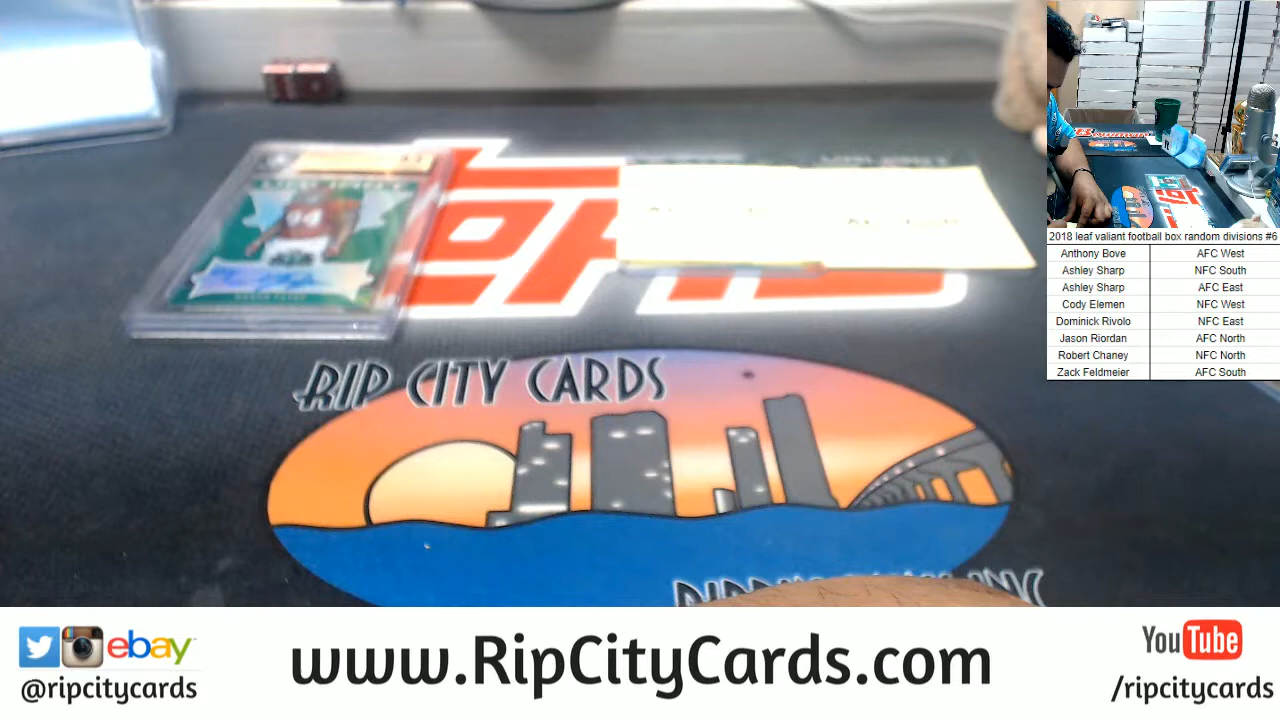 94
RIP CITY CARDS
2018 leaf valiant football box random divisions #6
Anthony Bove AFC West
Ashley Sharp NFC South
Ashley Sharp AFC East
Cody Elemen NFC West
Dominick Rivolo NFC East
Jason Riordan AFC North
Robert Chaney NFC North
Zack Feldmeier AFC South
ebay
@ripcitycards
www.RipCityCards.com
YouTube
/ripcitycards